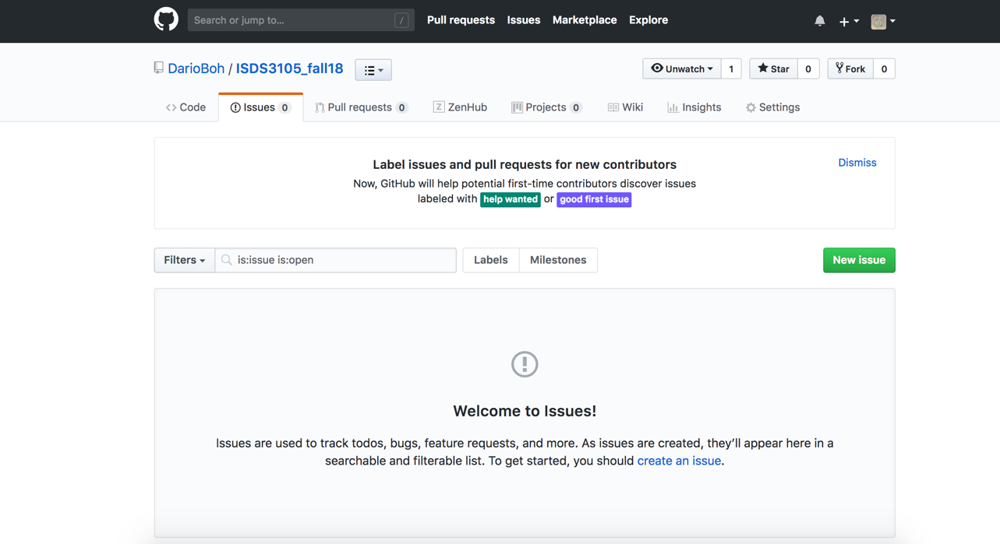 Search or jump to... / Pull requests Issues Marketplace Explore
DarioBoh / ISDS3105_fall18 Unwatch 1 Star 0 Fork 0
Code Issues 0 Pull requests 0 Z ZenHub Projects 0 Wiki Insights Settings
Label issues and pull requests for new contributors
Dismiss
Now, GitHub will help potential first-time contributors discover issues
labeled with help wanted or good first issue
Filters is:issue is:open Labels Milestones New issue
Welcome to Issues!
Issues are used to track todos, bugs, feature requests, and more. As issues are created, they’ll appear here in a
searchable and filterable list. To get started, you should create an issue.